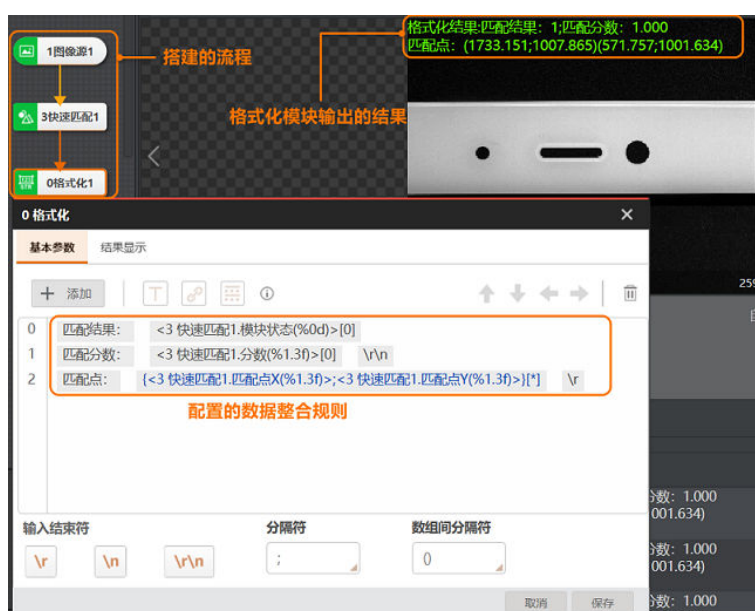 格式化结果:匹配结果：1;匹配分数：1.000
匹配点：(1733.151;1007.865)(571.757;1001.634)
1图像源1
搭建的流程
3快速匹配1
格式化模块输出的结果
0格式化1
0 格式化
基本参数 结果显示
+ 添加
259
0 匹配结果： <3 快速匹配1.模块状态(%0d)>[0]
1 匹配分数： <3 快速匹配1.分数(%1.3f)>[0] \r\n
2 匹配点： {<3 快速匹配1.匹配点X(%1.3f)>;<3 快速匹配1.匹配点Y(%1.3f)>}[*] \r
配置的数据整合规则
分数：1.000
001.634)
输入结束符 分隔符 数组间分隔符
\r \n \r\n ; ()
分数：1.000
001.634)
取消 保存
分数：1.000